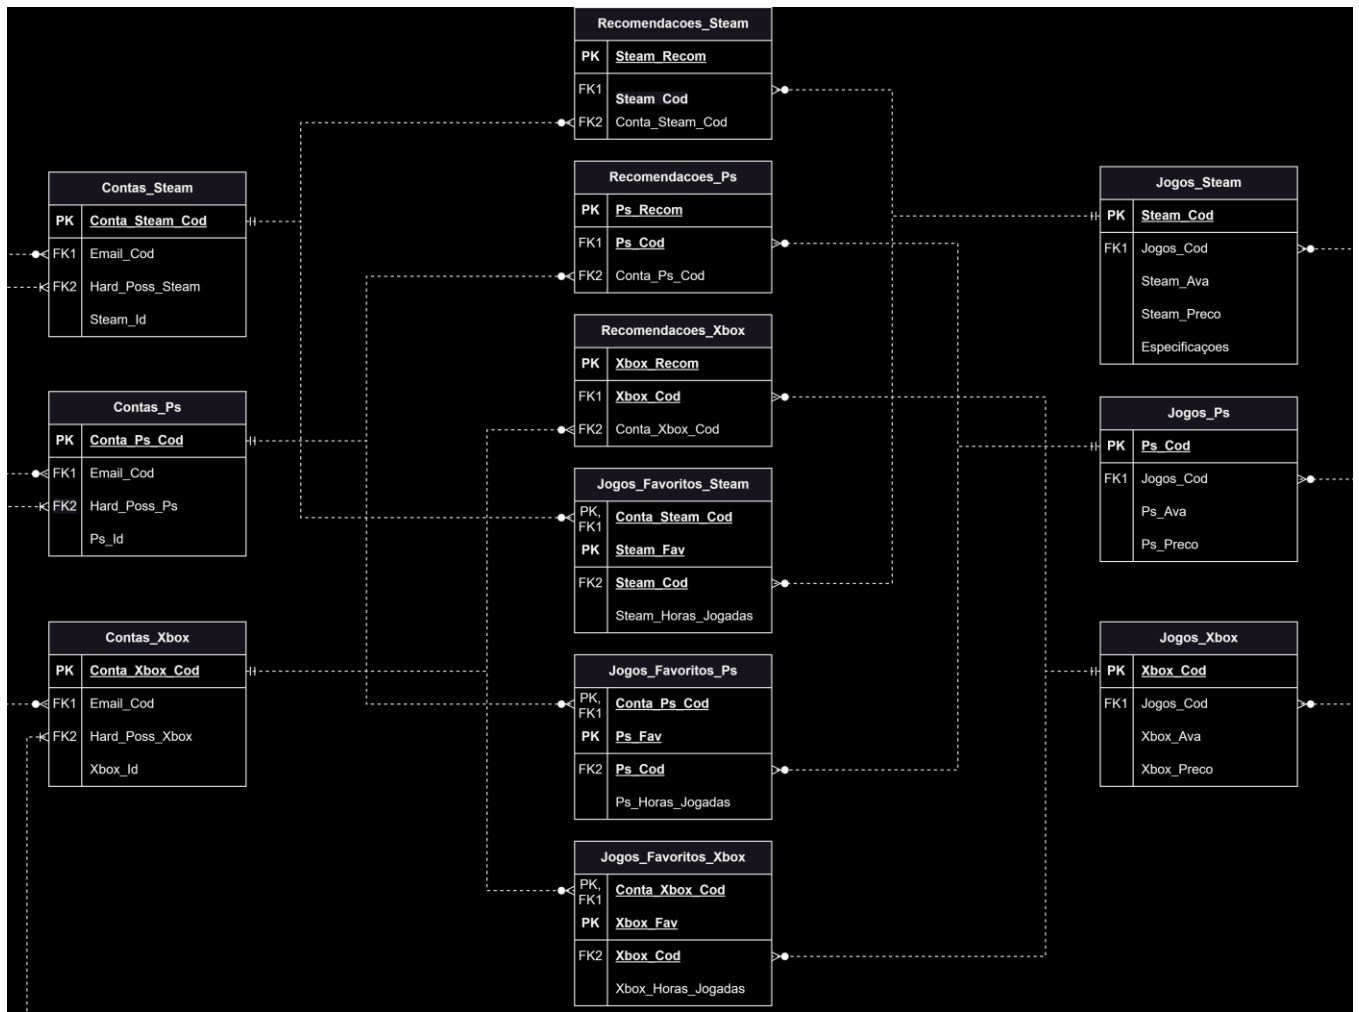 Recomendacoes_Steam
PK Steam_Recom
FK1 Steam_Cod
FK2 Conta_Steam_Cod
Recomendacoes_Ps
PK Ps_Recom
FK1 Ps_Cod
FK2 Conta_Ps_Cod
Recomendacoes_Xbox
PK Xbox_Recom
FK1 Xbox_Cod
FK2 Conta_Xbox_Cod
Jogos_Favoritos_Steam
PK, FK1 Conta_Steam_Cod
PK Steam_Fav
FK2 Steam_Cod
Steam_Horas_Jogadas
Jogos_Favoritos_Ps
PK, FK1 Conta_Ps_Cod
PK Ps_Fav
FK2 Ps_Cod
Ps_Horas_Jogadas
Jogos_Favoritos_Xbox
PK, FK1 Conta_Xbox_Cod
PK Xbox_Fav
FK2 Xbox_Cod
Xbox_Horas_Jogadas
Contas_Steam
PK Conta_Steam_Cod
FK1 Email_Cod
FK2 Hard_Poss_Steam
Steam_Id
Contas_Ps
PK Conta_Ps_Cod
FK1 Email_Cod
FK2 Hard_Poss_Ps
Ps_Id
Contas_Xbox
PK Conta_Xbox_Cod
FK1 Email_Cod
FK2 Hard_Poss_Xbox
Xbox_Id
Jogos_Steam
PK Steam_Cod
FK1 Jogos_Cod
Steam_Ava
Steam_Preco
Especificaçoes
Jogos_Ps
PK Ps_Cod
FK1 Jogos_Cod
Ps_Ava
Ps_Preco
Jogos_Xbox
PK Xbox_Cod
FK1 Jogos_Cod
Xbox_Ava
Xbox_Preco